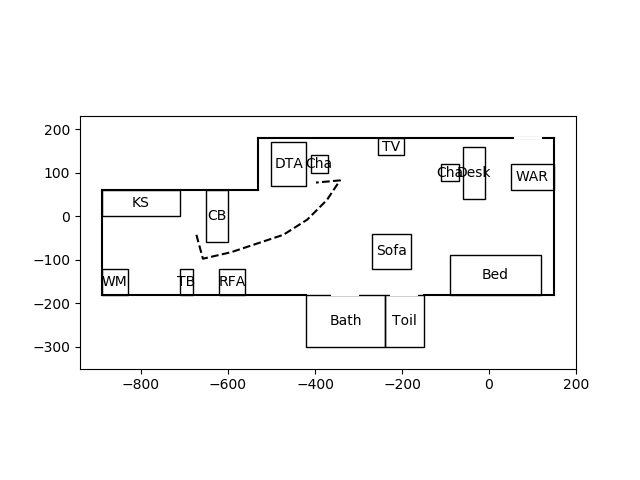 200
100
0
−100
−200
−300
−800
−600
−400
−200
0
200
TV
DTA
Cha
Cha
Desk
WAR
KS
CB
Sofa
Bed
WM
TB
RFA
Bath
Toil